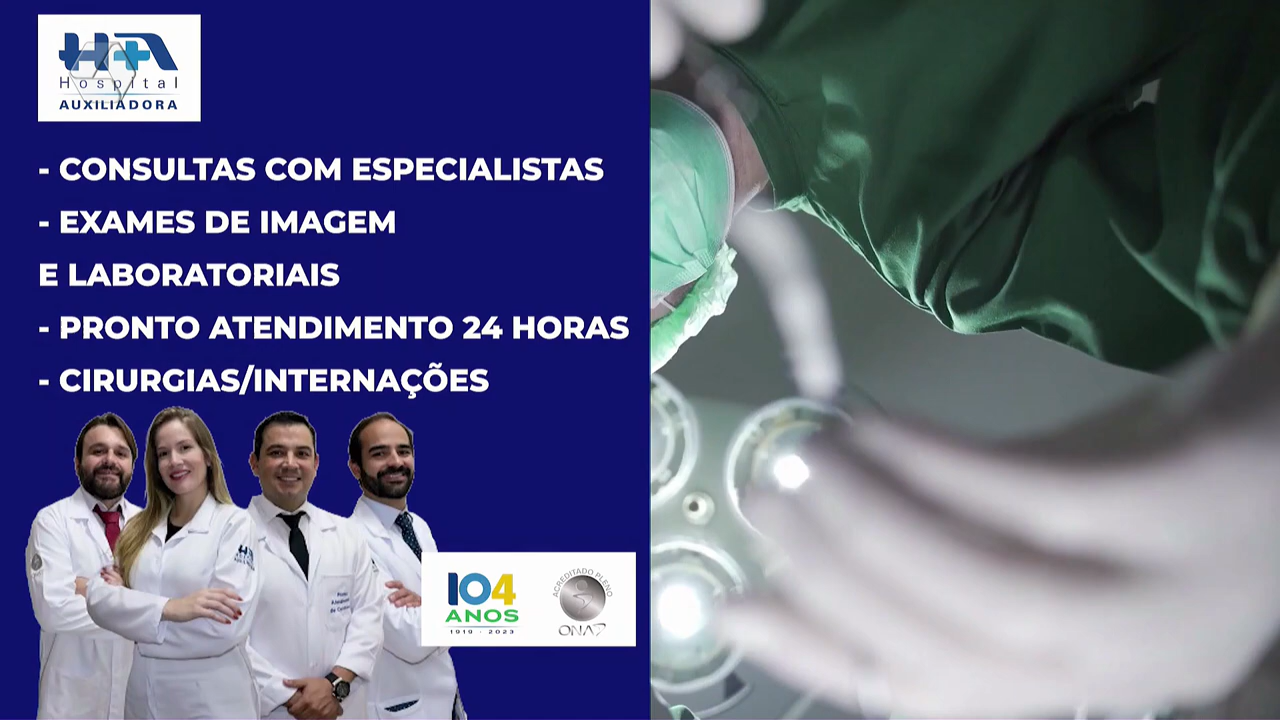 H+A
Hospital
AUXILIADORA
- CONSULTAS COM ESPECIALISTAS
- EXAMES DE IMAGEM
E LABORATORIAIS
- PRONTO ATENDIMENTO 24 HORAS
- CIRURGIAS/INTERNAÇÕES
104
ANOS
1919 - 2023
ACREDITADO PLENO
ONA